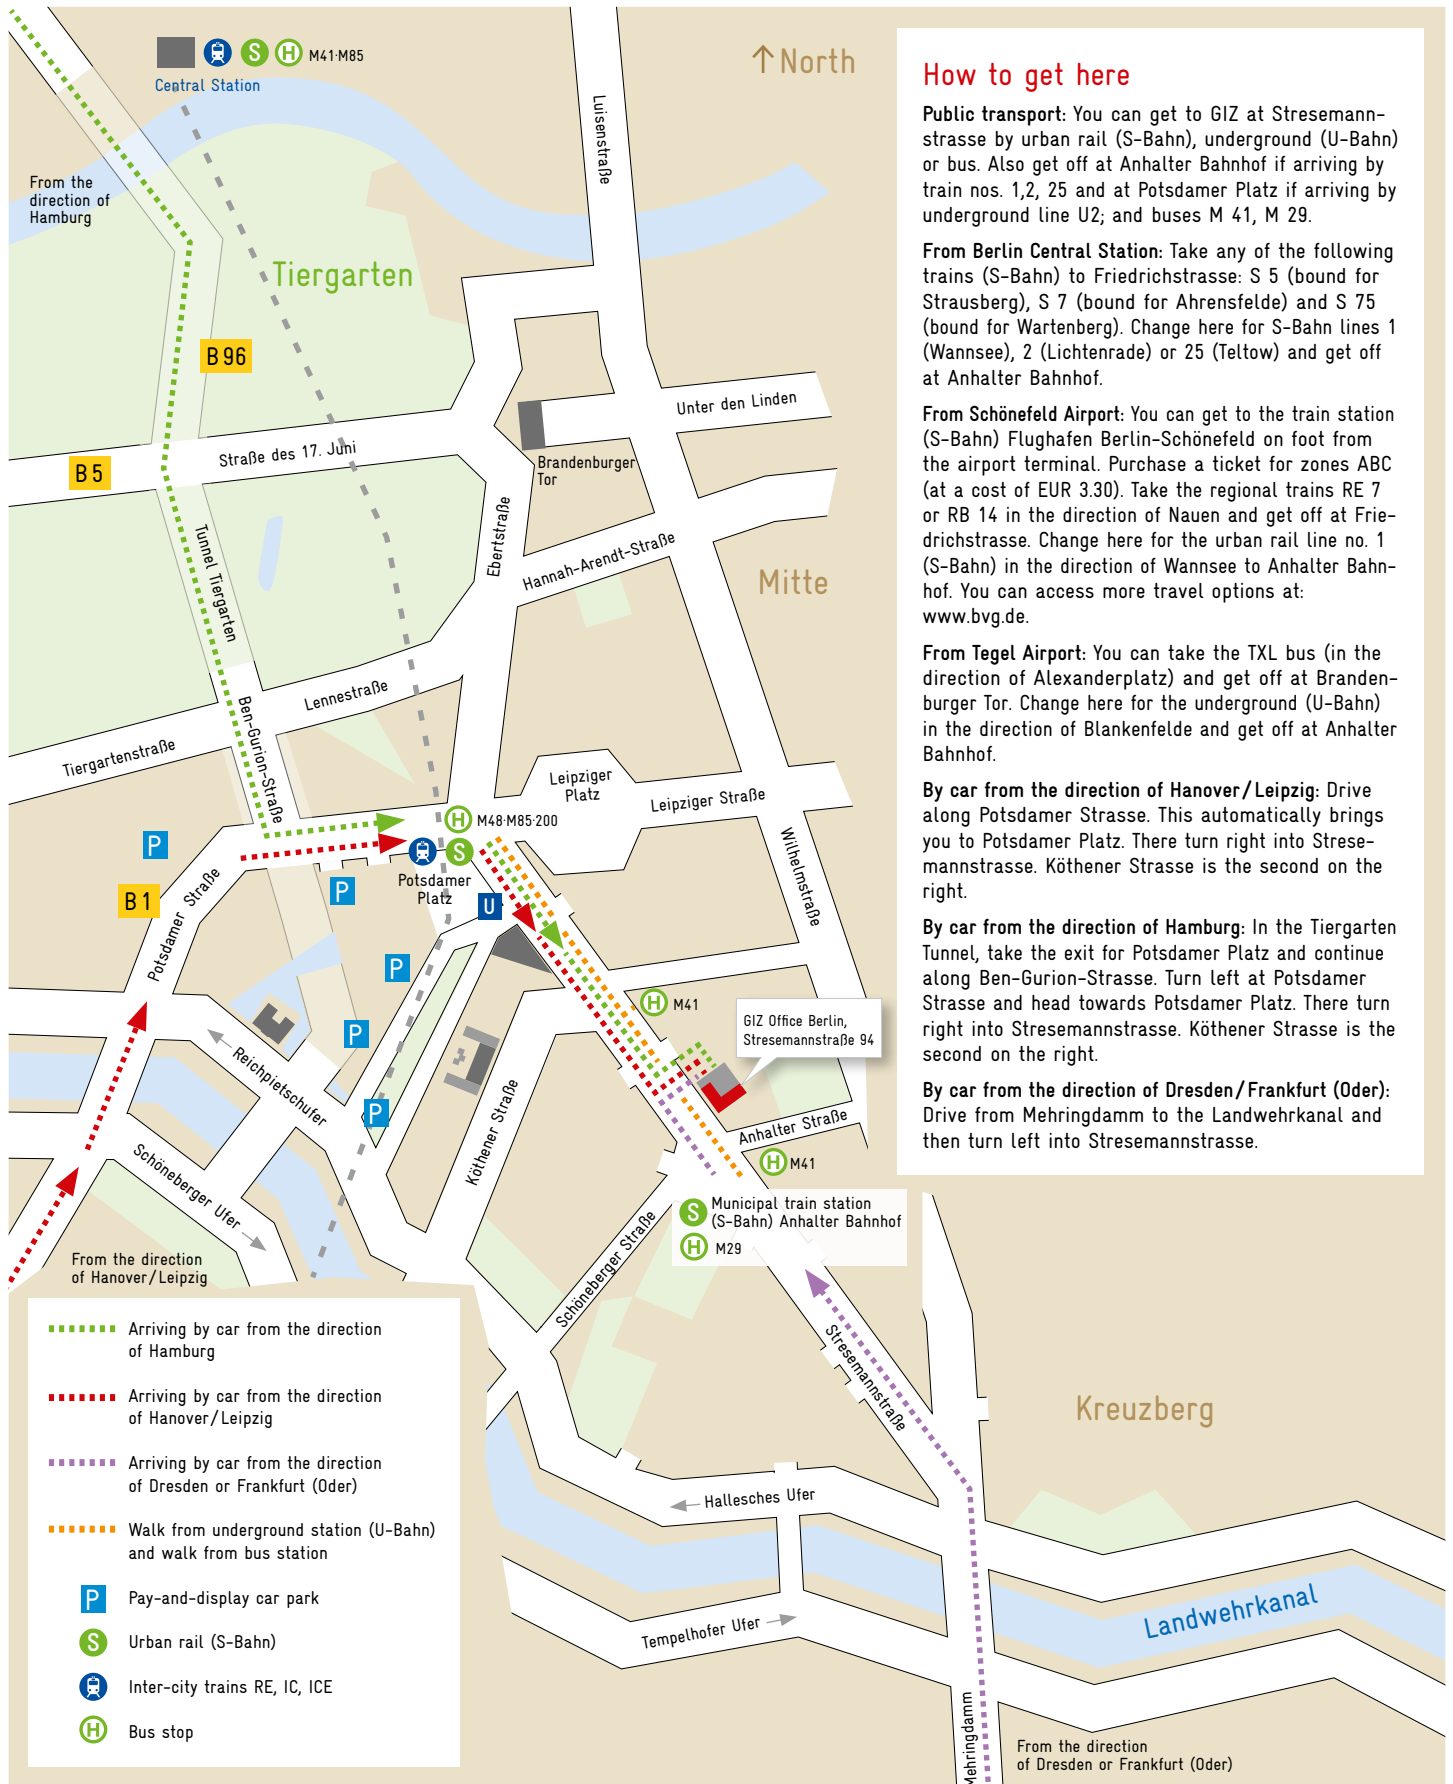 M41·M85
Central Station
North
From the
direction of
Hamburg
Luisenstraße
Tiergarten
B 96
Unter den Linden
Straße des 17. Juni
B 5
Brandenburger
Tor
Tunnel Tiergarten
Ebertstraße
Hannah-Arendt-Straße
Mitte
Lennestraße
Ben-Gurion-Straße
Tiergartenstraße
Leipziger
Platz
Leipziger Straße
H
M48·M85·200
P
S
Potsdamer
Platz
P
U
B 1
Potsdamer Straße
Wilhelmstraße
P
H
M41
GIZ Office Berlin,
Stresemannstraße 94
P
Reichpietschufer
P
Köthener Straße
Anhalter Straße
H
M41
Schöneberger Ufer
S
Municipal train station
(S-Bahn) Anhalter Bahnhof
H
M29
Schöneberger Straße
From the direction
of Hanover/Leipzig
Stresemannstraße
Kreuzberg
Hallesches Ufer
Landwehrkanal
Tempelhofer Ufer
Mehringdamm
From the direction
of Dresden or Frankfurt (Oder)
Arriving by car from the direction
of Hamburg
Arriving by car from the direction
of Hanover/Leipzig
Arriving by car from the direction
of Dresden or Frankfurt (Oder)
Walk from underground station (U-Bahn)
and walk from bus station
P
Pay-and-display car park
S
Urban rail (S-Bahn)
Inter-city trains RE, IC, ICE
H
Bus stop
S
H
How to get here
Public transport: You can get to GIZ at Stresemann-
strasse by urban rail (S-Bahn), underground (U-Bahn)
or bus. Also get off at Anhalter Bahnhof if arriving by
train nos. 1,2, 25 and at Potsdamer Platz if arriving by
underground line U2; and buses M 41, M 29.
From Berlin Central Station: Take any of the following
trains (S-Bahn) to Friedrichstrasse: S 5 (bound for
Strausberg), S 7 (bound for Ahrensfelde) and S 75
(bound for Wartenberg). Change here for S-Bahn lines 1
(Wannsee), 2 (Lichtenrade) or 25 (Teltow) and get off
at Anhalter Bahnhof.
From Schönefeld Airport: You can get to the train station
(S-Bahn) Flughafen Berlin-Schönefeld on foot from
the airport terminal. Purchase a ticket for zones ABC
(at a cost of EUR 3.30). Take the regional trains RE 7
or RB 14 in the direction of Nauen and get off at Frie-
drichstrasse. Change here for the urban rail line no. 1
(S-Bahn) in the direction of Wannsee to Anhalter Bahn-
hof. You can access more travel options at:
www.bvg.de.
From Tegel Airport: You can take the TXL bus (in the
direction of Alexanderplatz) and get off at Branden-
burger Tor. Change here for the underground (U-Bahn)
in the direction of Blankenfelde and get off at Anhalter
Bahnhof.
By car from the direction of Hanover/Leipzig: Drive
along Potsdamer Strasse. This automatically brings
you to Potsdamer Platz. There turn right into Strese-
mannstrasse. Köthener Strasse is the second on the
right.
By car from the direction of Hamburg: In the Tiergarten
Tunnel, take the exit for Potsdamer Platz and continue
along Ben-Gurion-Strasse. Turn left at Potsdamer
Strasse and head towards Potsdamer Platz. There turn
right into Stresemannstrasse. Köthener Strasse is the
second on the right.
By car from the direction of Dresden/Frankfurt (Oder):
Drive from Mehringdamm to the Landwehrkanal and
then turn left into Stresemannstrasse.